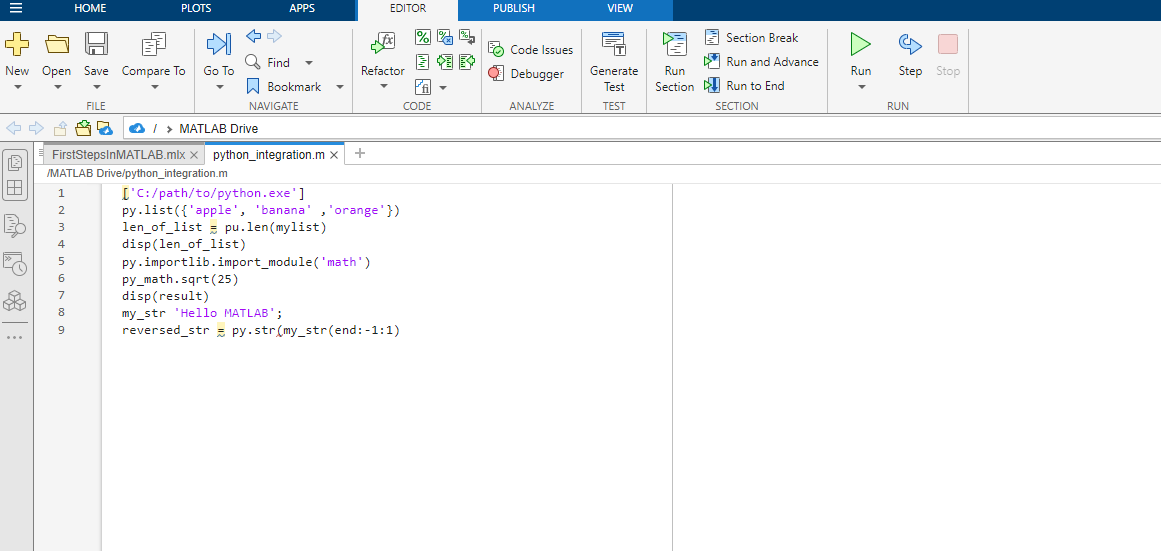 HOME PLOTS APPS EDITOR PUBLISH VIEW
New Open Save Compare To
FILE
Go To Find Bookmark
NAVIGATE
Refactor
CODE
Code Issues
Debugger
ANALYZE
Generate Test
TEST
Run Section
Section Break
Run and Advance
Run to End
SECTION
Run Step Stop
RUN
/ > MATLAB Drive
FirstStepsInMATLAB.mlx × python_integration.m × +
/MATLAB Drive/python_integration.m
1 ['C:/path/to/python.exe']
2 py.list({'apple', 'banana' ,'orange'})
3 len_of_list = pu.len(mylist)
4 disp(len_of_list)
5 py.importlib.import_module('math')
6 py_math.sqrt(25)
7 disp(result)
8 my_str 'Hello MATLAB';
9 reversed_str = py.str(my_str(end:-1:1)